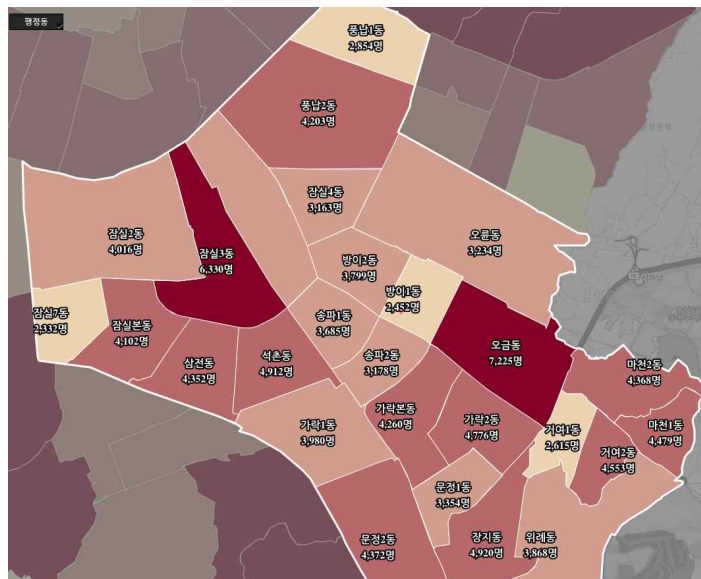 행정동
풍납1동
2,854명
풍납2동
4,203명
잠실4동
3,163명
잠실2동
4,016명
잠실3동
6,330명
오륜동
3,234명
방이2동
3,799명
방이1동
2,452명
잠실7동
2,332명
잠실본동
4,102명
삼전동
4,352명
석촌동
4,912명
송파1동
3,685명
송파2동
3,178명
오금동
7,225명
마천2동
4,368명
가락1동
3,980명
가락본동
4,260명
가락2동
4,776명
거여1동
2,615명
마천1동
4,479명
거여2동
4,553명
문정1동
3,354명
문정2동
4,372명
장지동
4,920명
위례동
3,868명